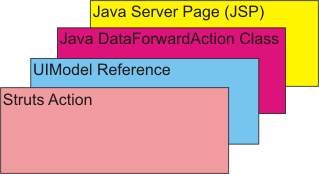 Java Server Page (JSP)
Java DataForwardAction Class
UIModel Reference
Struts Action